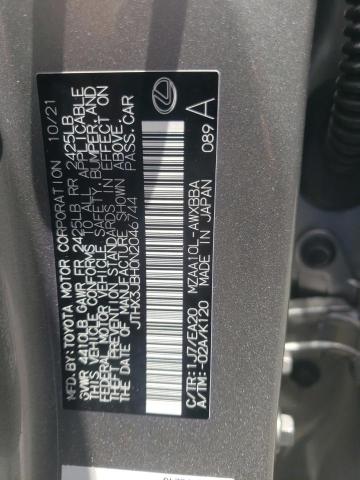 MFD.BY:TOYOTA MOTOR CORPORATION 10/21
GVWR 4410LB GAWR FR 2425LB RR 2425LB
THIS VEHICLE CONFORMS TO ALL APPLICABLE
FEDERAL MOTOR VEHICLE SAFETY, BUMPER, AND
THEFT PREVENTION STANDARDS IN EFFECT ON
THE DATE OF MANUFACTURE SHOWN ABOVE.
JTHX3JBH0N2046744 PASS.CAR
C/TR:1J7/EA20 MZAA10L-AWXBBA
A/TM:-02A/KT20 MADE IN JAPAN
089 A